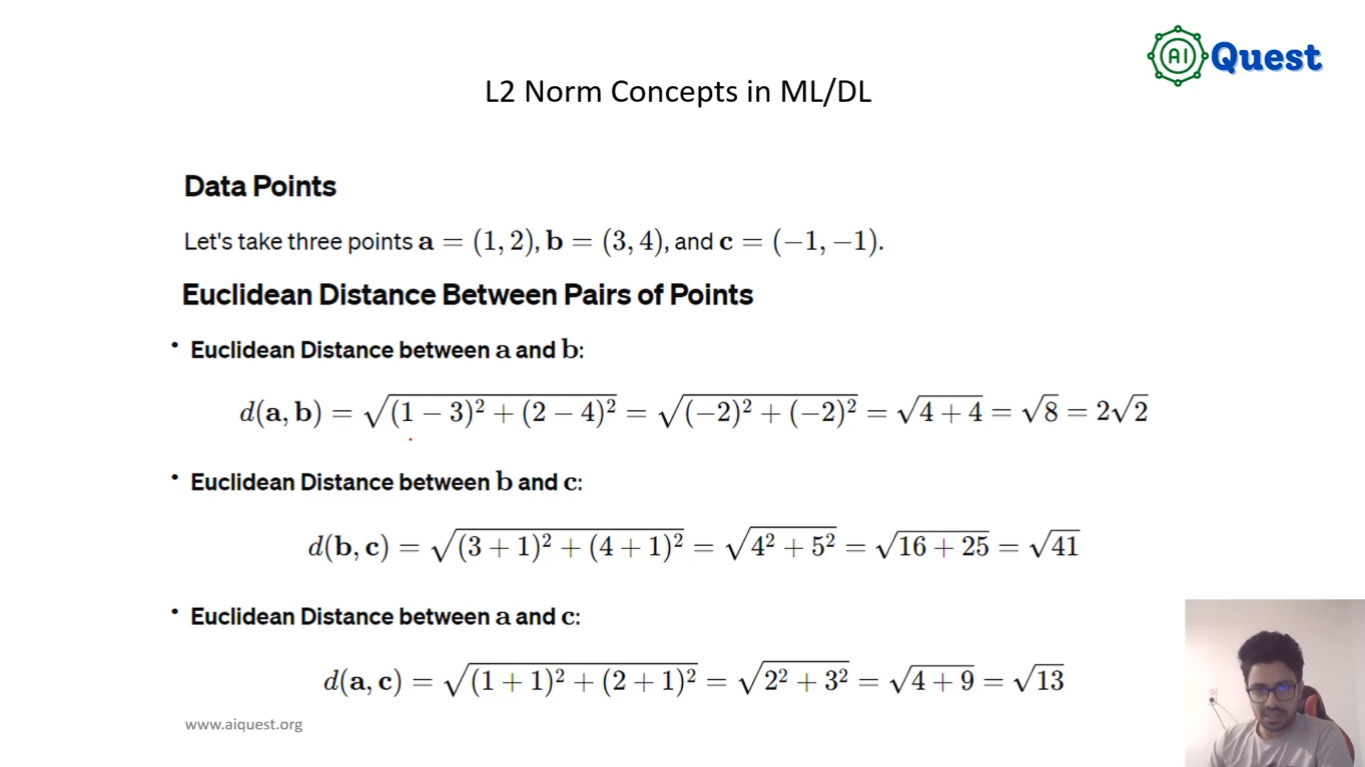 AI Quest
L2 Norm Concepts in ML/DL
Data Points
Let's take three points a = (1, 2), b = (3, 4), and c = (−1, −1).
Euclidean Distance Between Pairs of Points
• Euclidean Distance between a and b:
d(a, b) = √(1 − 3)² + (2 − 4)² = √(−2)² + (−2)² = √4 + 4 = √8 = 2√2
• Euclidean Distance between b and c:
d(b, c) = √(3 + 1)² + (4 + 1)² = √4² + 5² = √16 + 25 = √41
• Euclidean Distance between a and c:
d(a, c) = √(1 + 1)² + (2 + 1)² = √2² + 3² = √4 + 9 = √13
www.aiquest.org